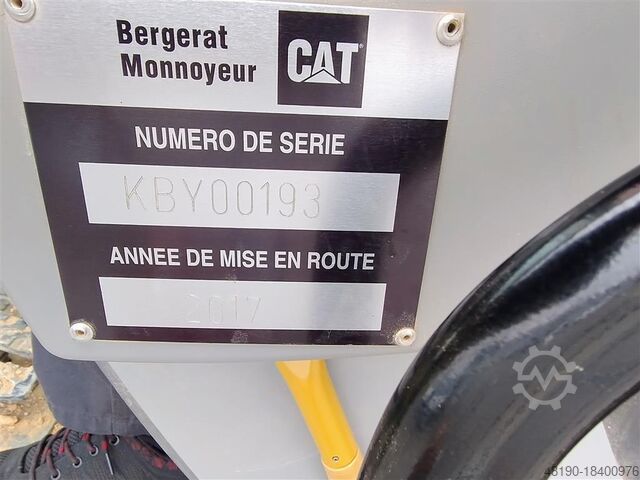 Bergerat
Monnoyeur
CAT
NUMERO DE SERIE
KBY00193
ANNEE DE MISE EN ROUTE
2017
48190-18400976